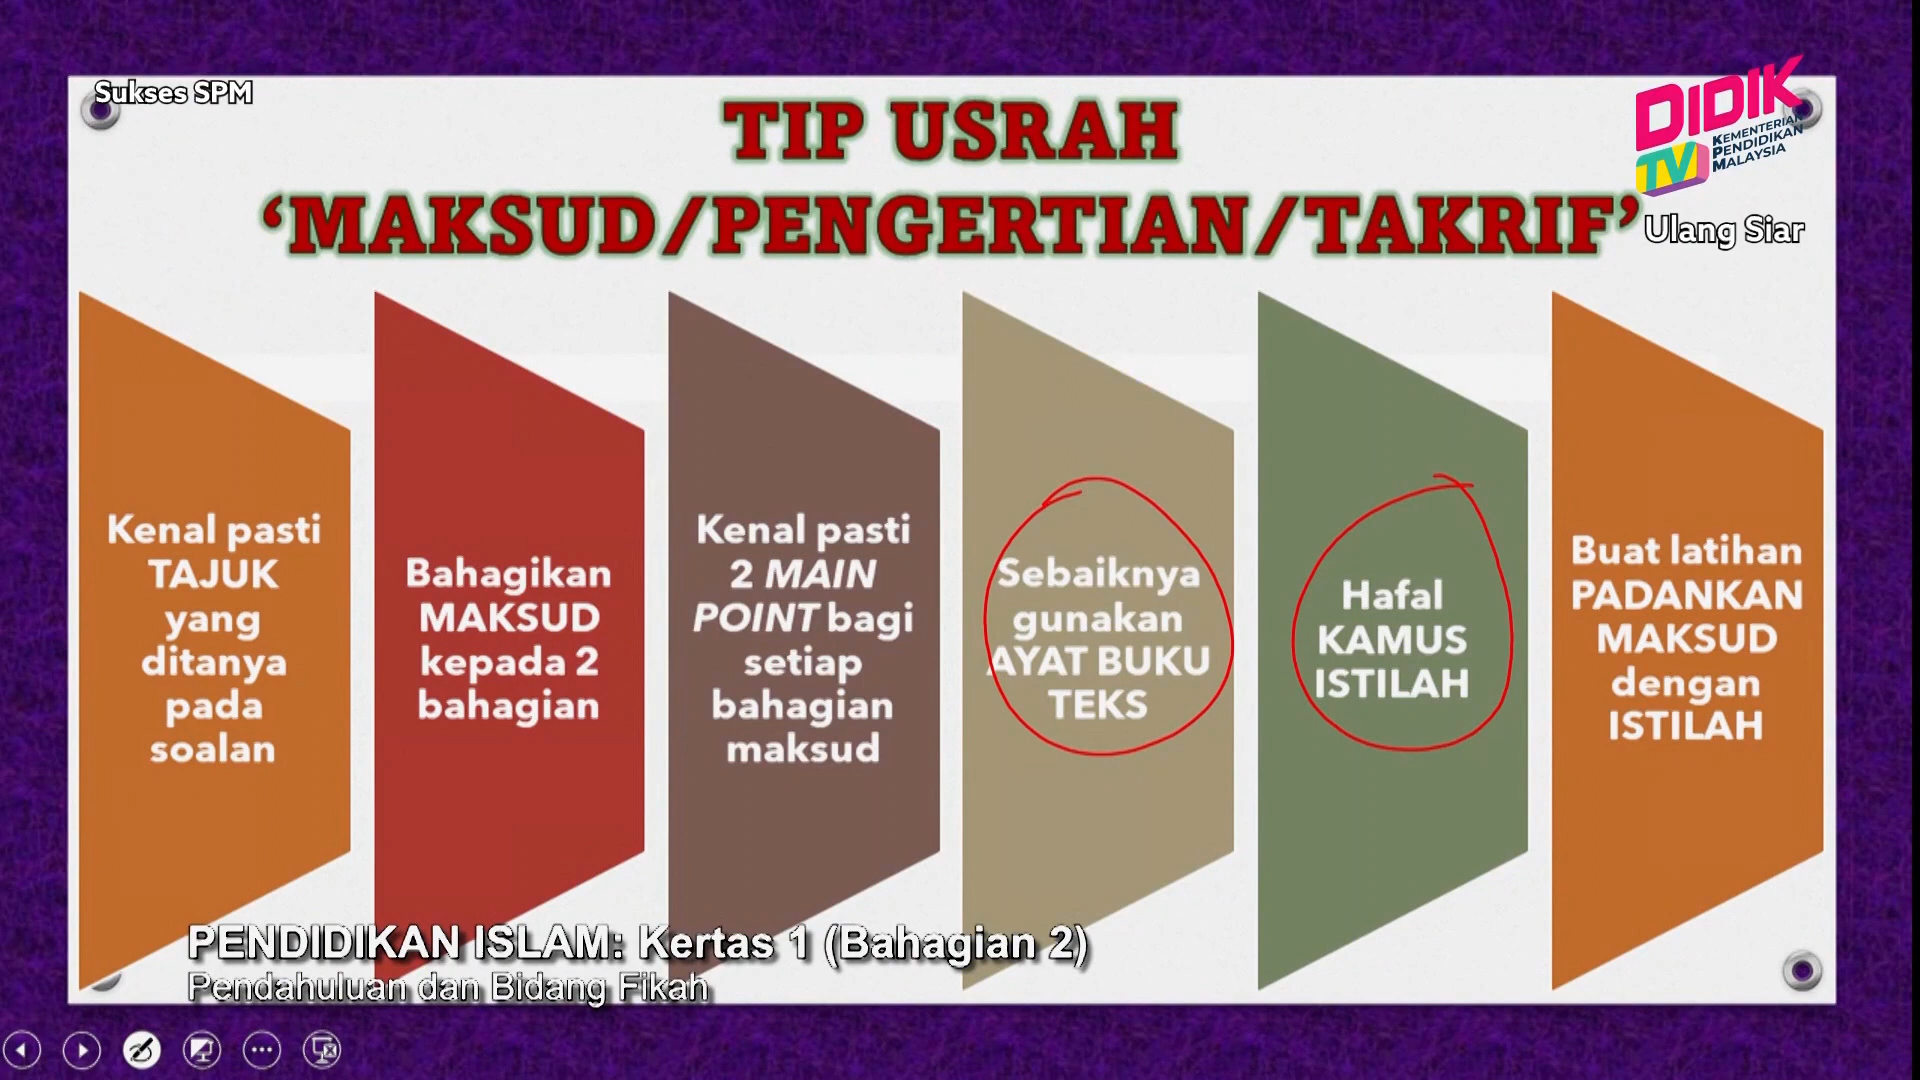 Sukses SPM
TIP USRAH
‘MAKSUD/PENGERTIAN/TAKRIF’
DIDIK
TV
KEMENTERIAN
PENDIDIKAN
MALAYSIA
Ulang Siar
Kenal pasti
TAJUK
yang
ditanya
pada
soalan
Bahagikan
MAKSUD
kepada 2
bahagian
Kenal pasti
2 MAIN
POINT bagi
setiap
bahagian
maksud
Sebaiknya
gunakan
AYAT BUKU
TEKS
Hafal
KAMUS
ISTILAH
Buat latihan
PADANKAN
MAKSUD
dengan
ISTILAH
PENDIDIKAN ISLAM: Kertas 1 (Bahagian 2)
Pendahuluan dan Bidang Fikah